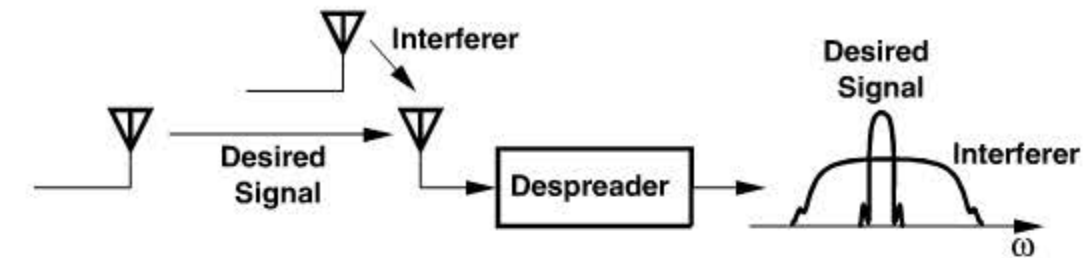 Interferer
Desired
Signal
Despreader
Desired
Signal
Interferer
ω